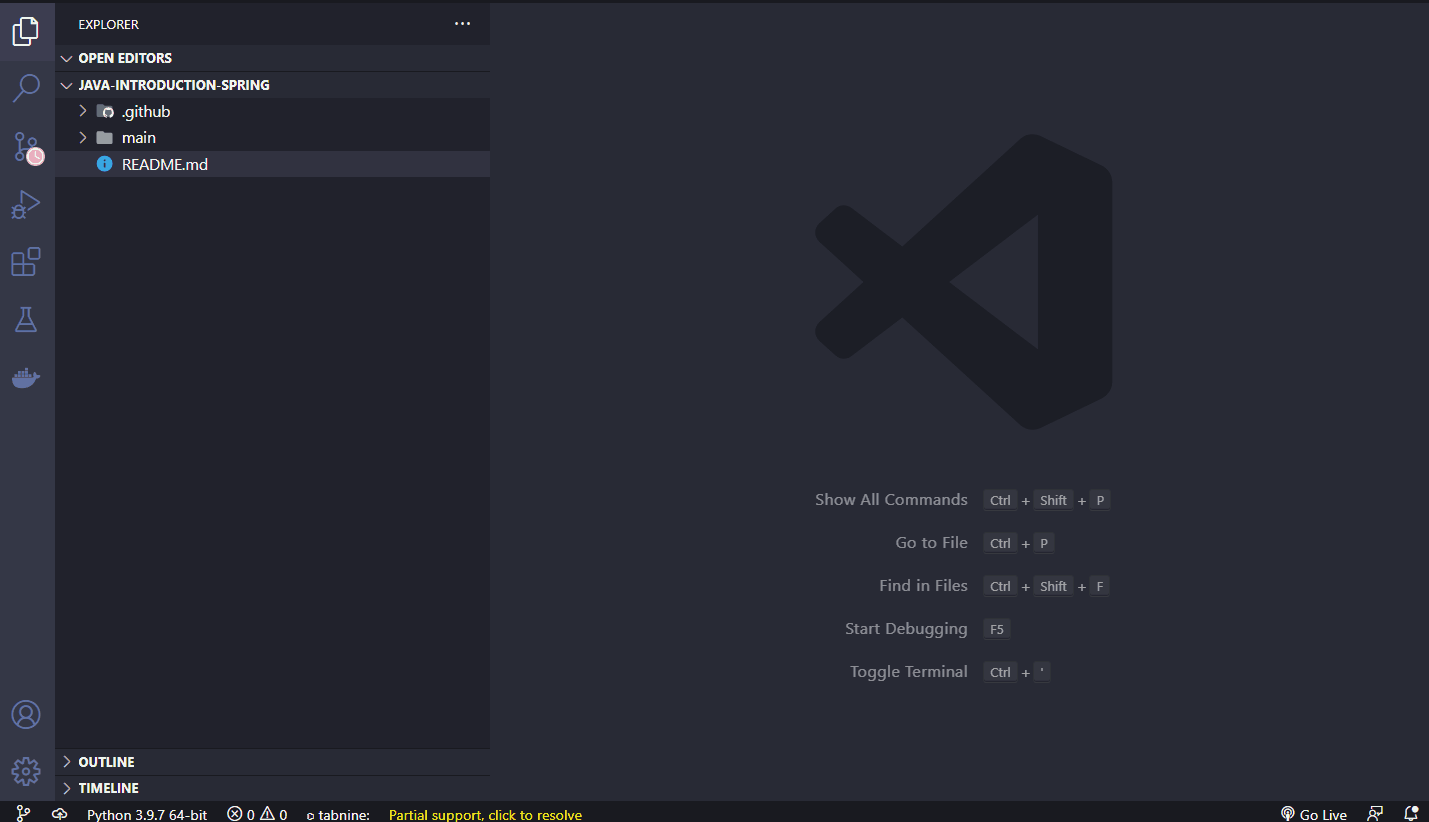 EXPLORER
OPEN EDITORS
JAVA-INTRODUCTION-SPRING
.github
main
README.md
Show All Commands Ctrl + Shift + P
Go to File Ctrl + P
Find in Files Ctrl + Shift + F
Start Debugging F5
Toggle Terminal Ctrl + '
OUTLINE
TIMELINE
Python 3.9.7 64-bit 0 0 tabnine: Partial support, click to resolve Go Live